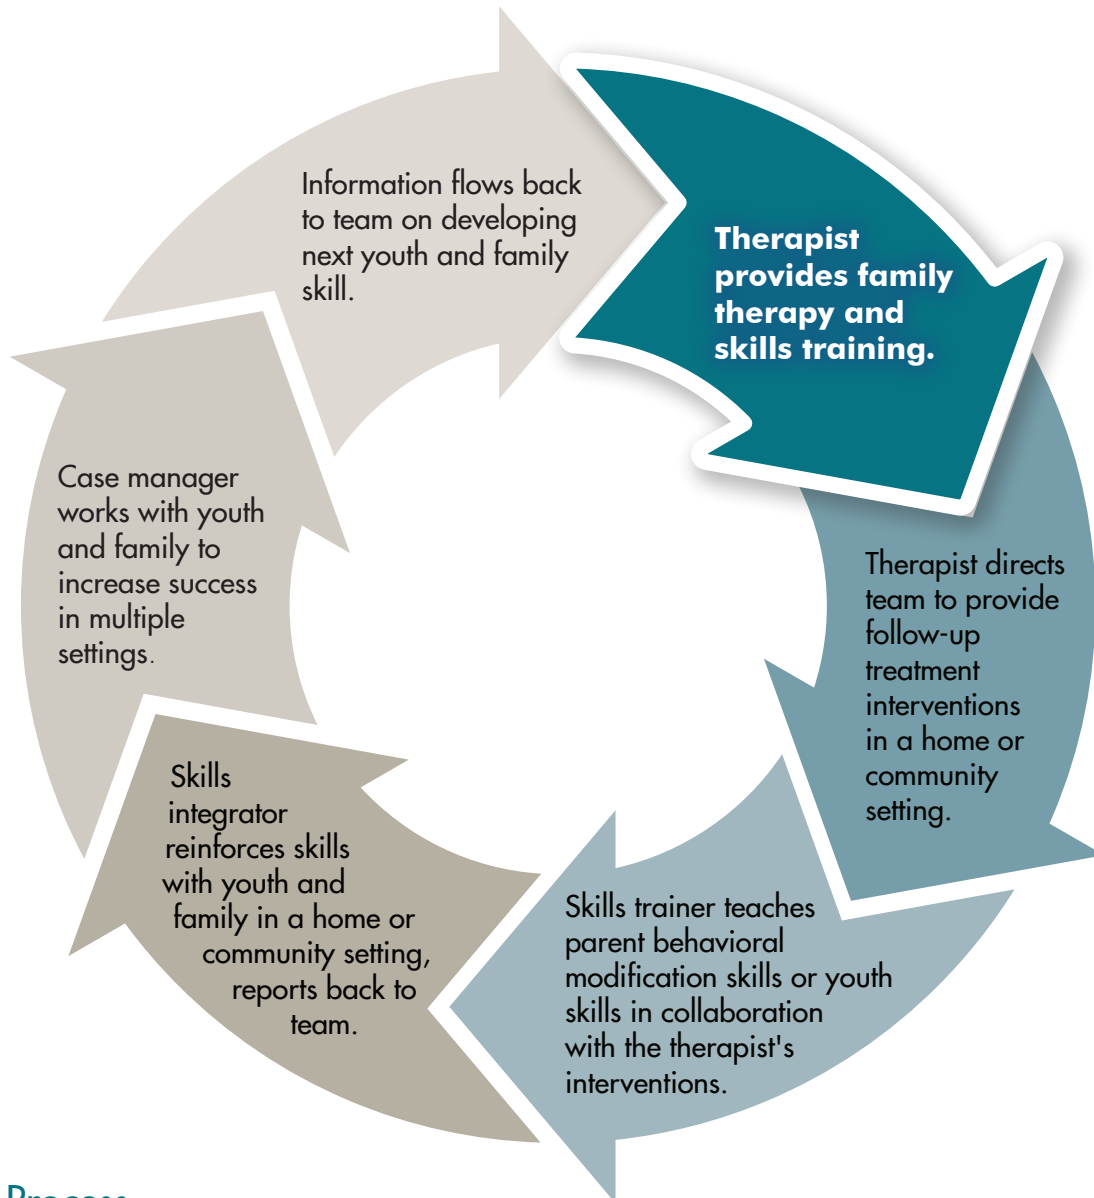 Information flows back
to team on developing
next youth and family
skill.
Therapist
provides family
therapy and
skills training.
Therapist directs
team to provide
follow-up
treatment
interventions
in a home or
community
setting.
Skills trainer teaches
parent behavioral
modification skills or youth
skills in collaboration
with the therapist's
interventions.
Skills
integrator
reinforces skills
with youth and
family in a home or
community setting,
reports back to
team.
Case manager
works with youth
and family to
increase success
in multiple
settings.
Process